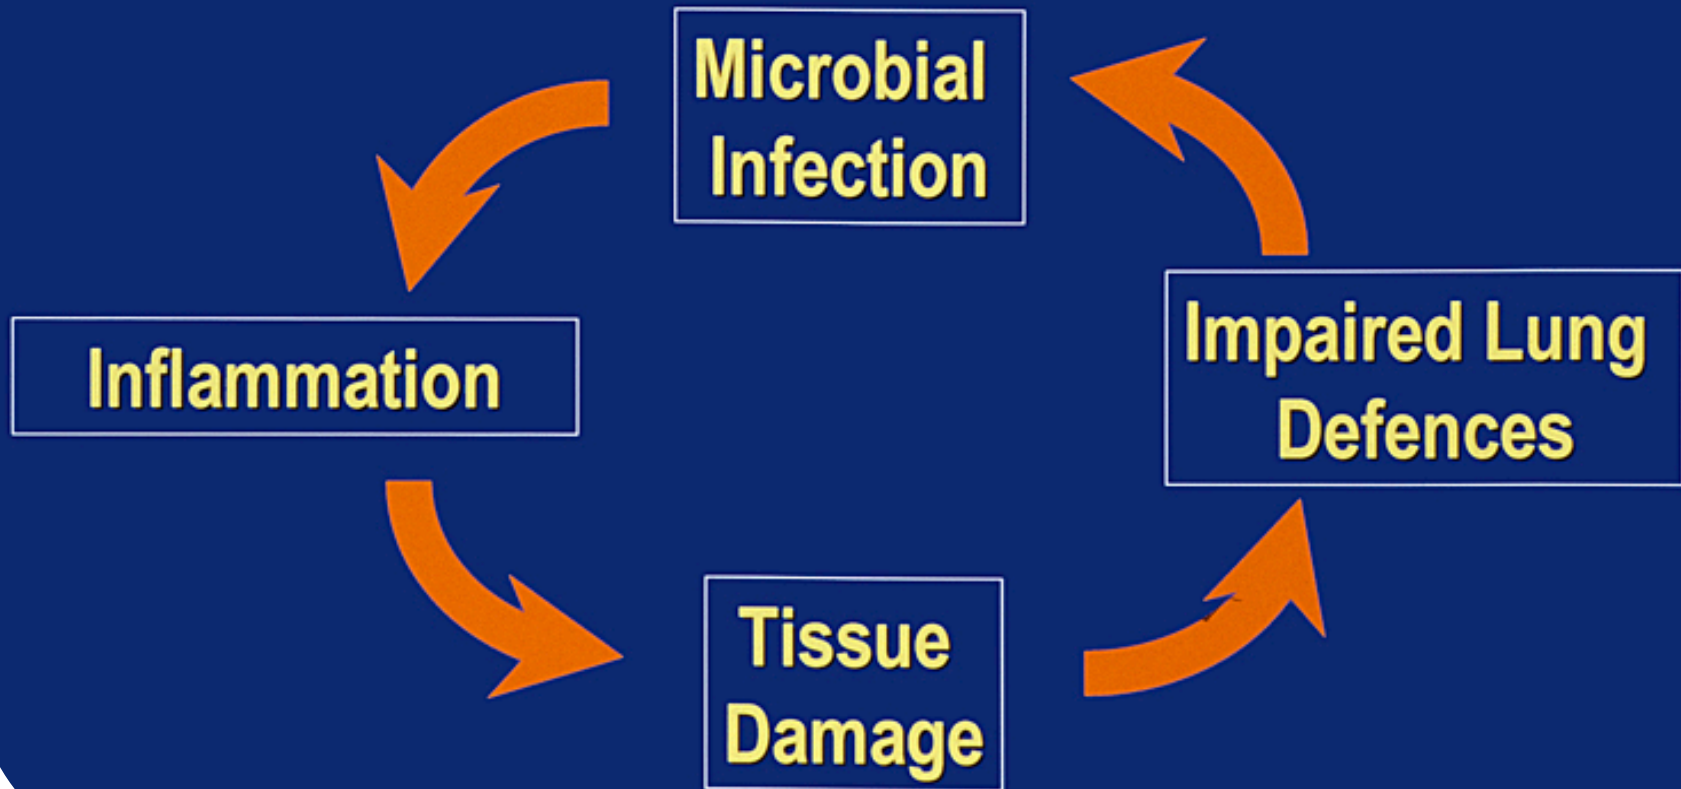 Microbial
Infection
Inflammation
Impaired Lung
Defences
Tissue
Damage